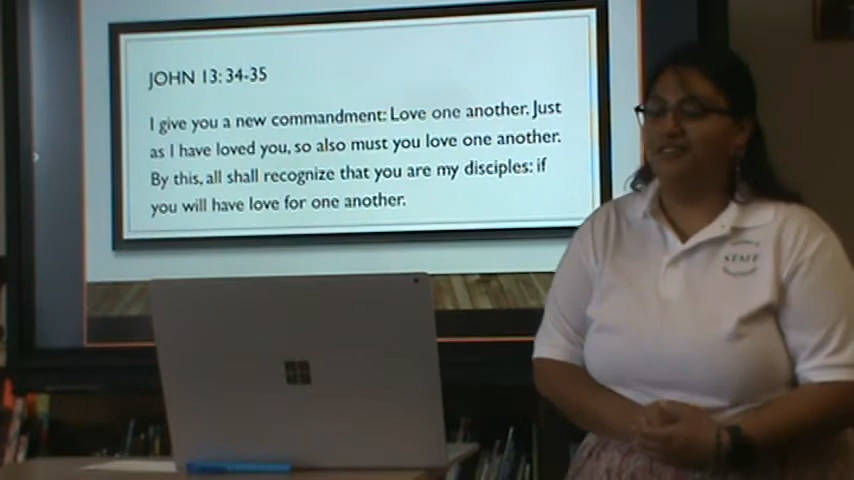 JOHN 13: 34-35
I give you a new commandment: Love one another. Just
as I have loved you, so also must you love one another.
By this, all shall recognize that you are my disciples: if
you will have love for one another.
STAFF